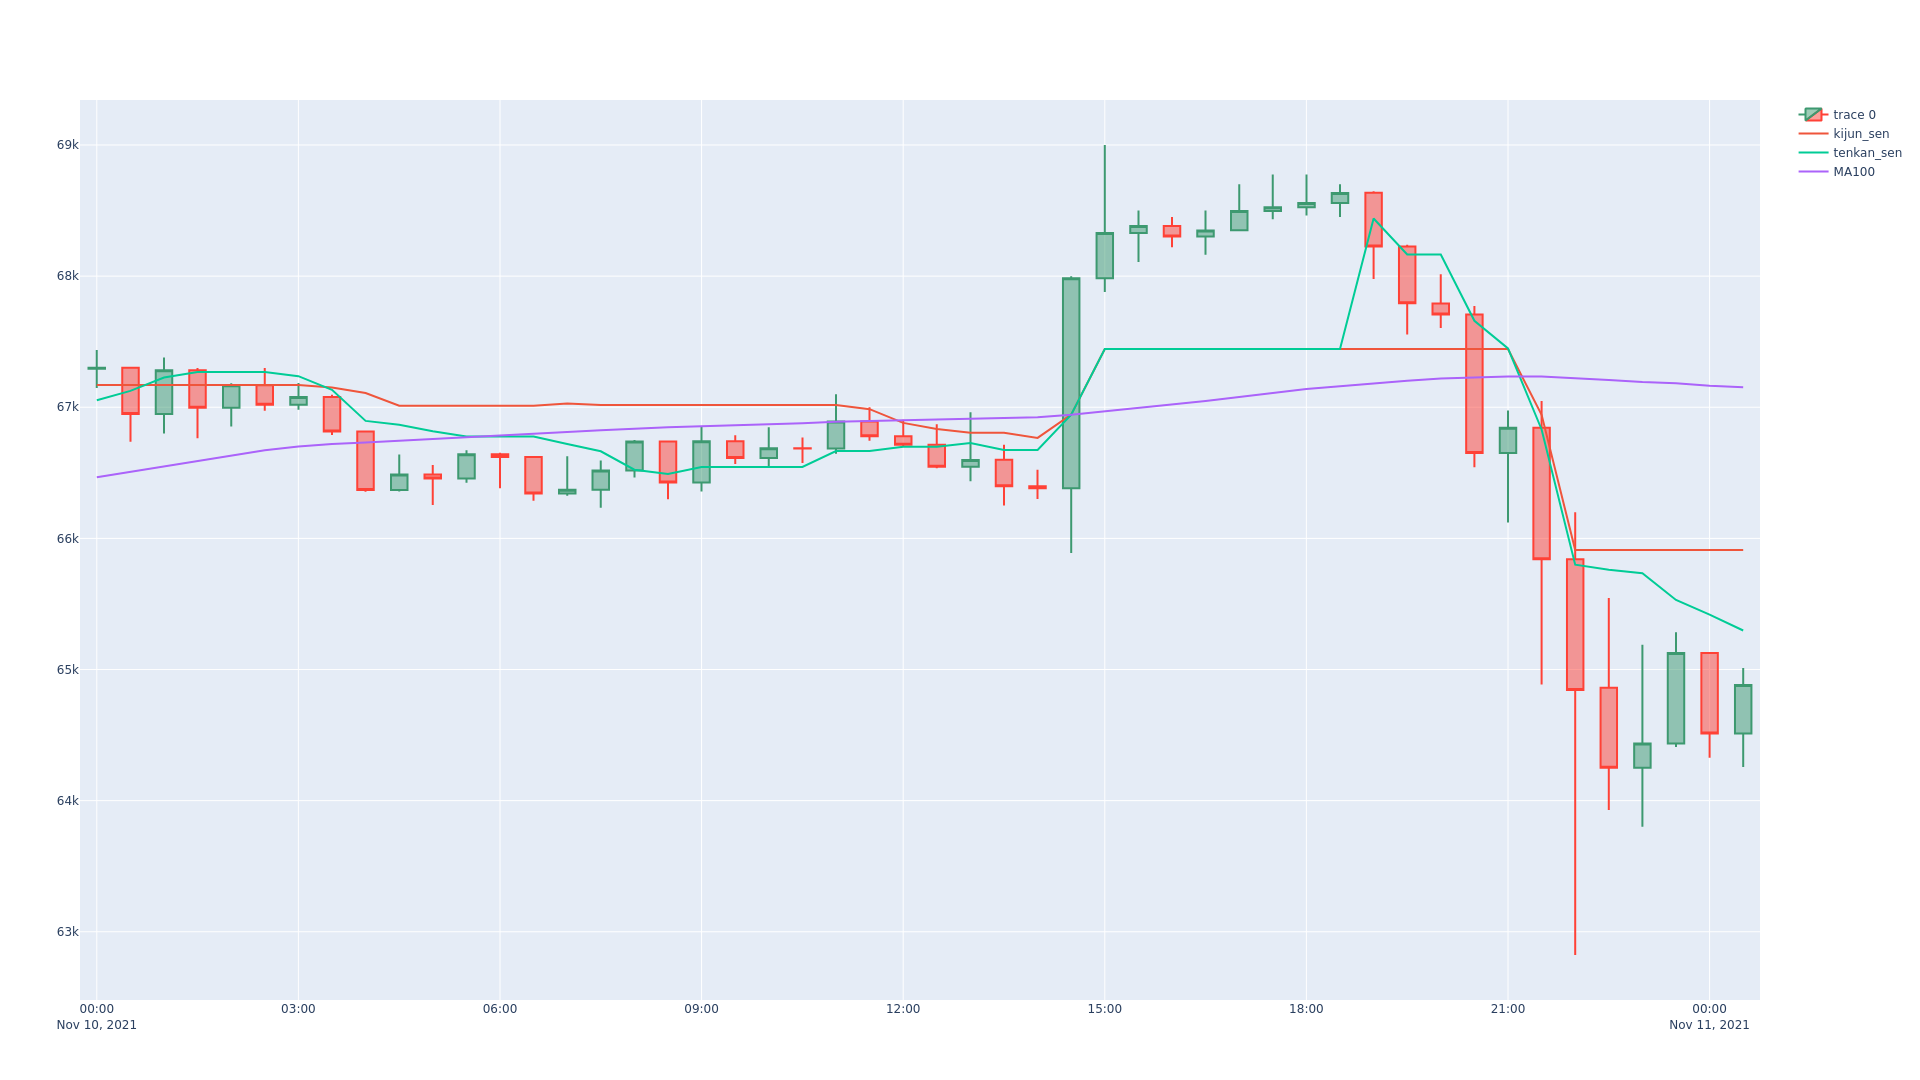 69k
68k
67k
66k
65k
64k
63k
00:00
Nov 10, 2021
03:00
06:00
09:00
12:00
15:00
18:00
21:00
00:00
Nov 11, 2021
trace 0
kijun_sen
tenkan_sen
MA100